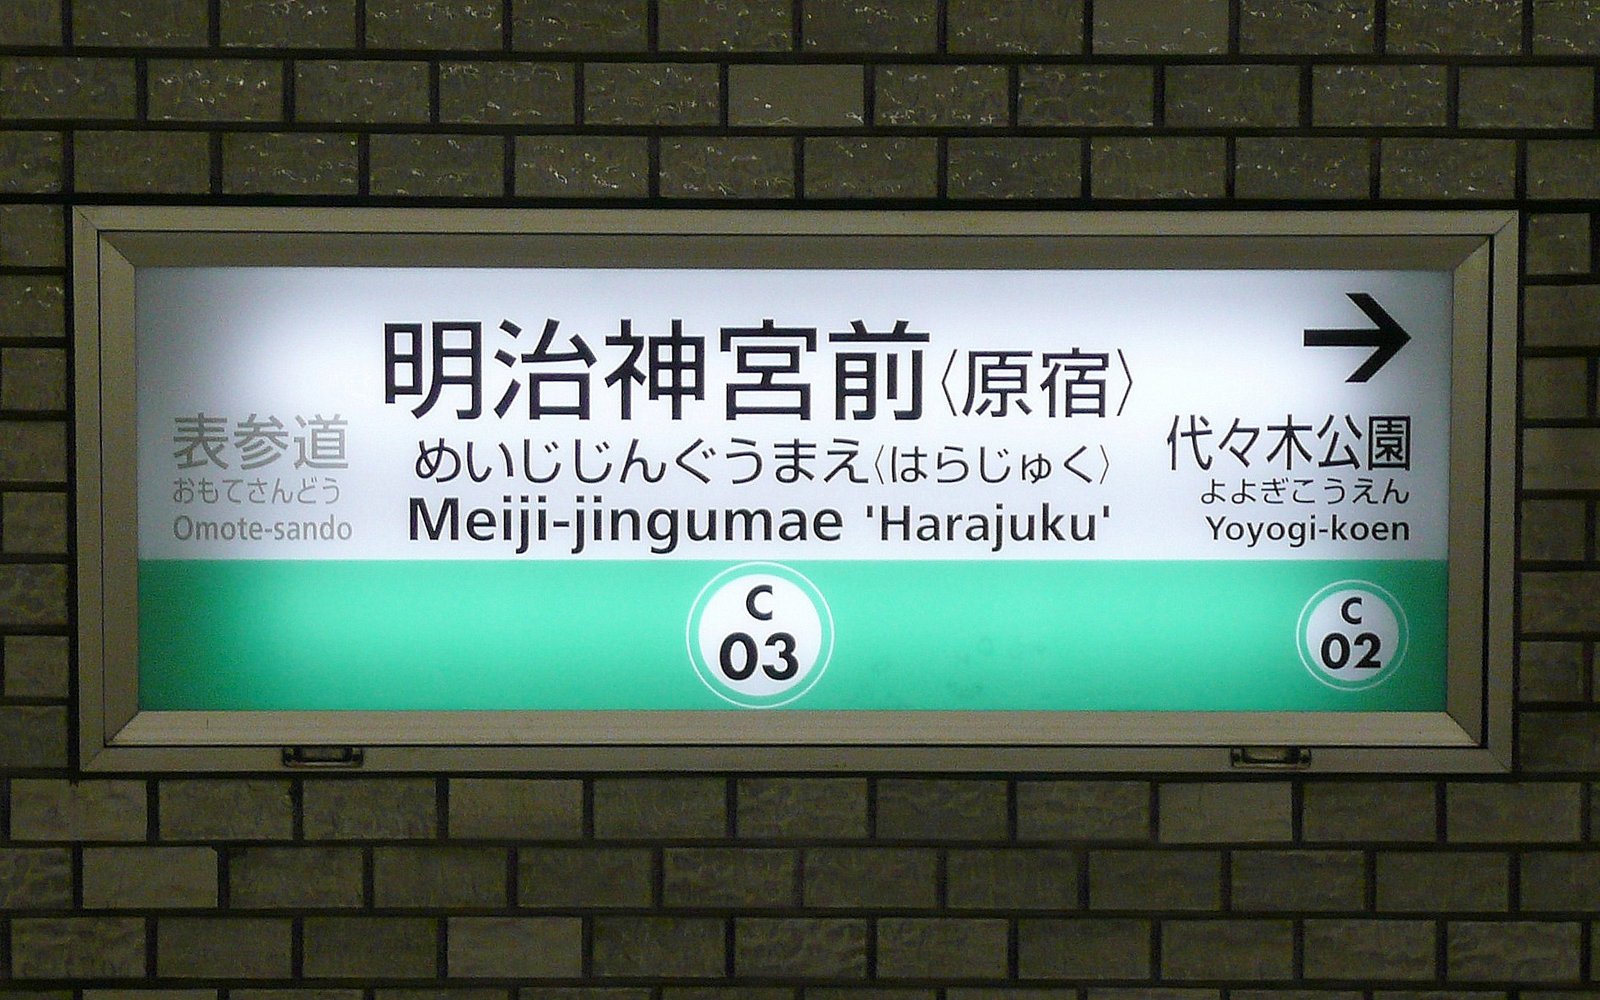 明治神宮前〈原宿〉
めいじじんぐうまえ〈はらじゅく〉
Meiji-jingumae 'Harajuku'
表参道
おもてさんどう
Omote-sando
→
代々木公園
よよぎこうえん
Yoyogi-koen
C
03
C
02